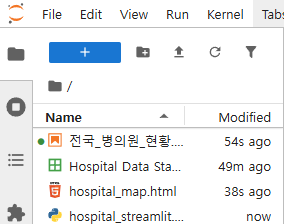 File Edit View Run Kernel Tabs
/
Name Modified
전국_병의원_현황.... 54s ago
Hospital Data Sta... 49m ago
hospital_map.html 38s ago
hospital_streamlit.... now